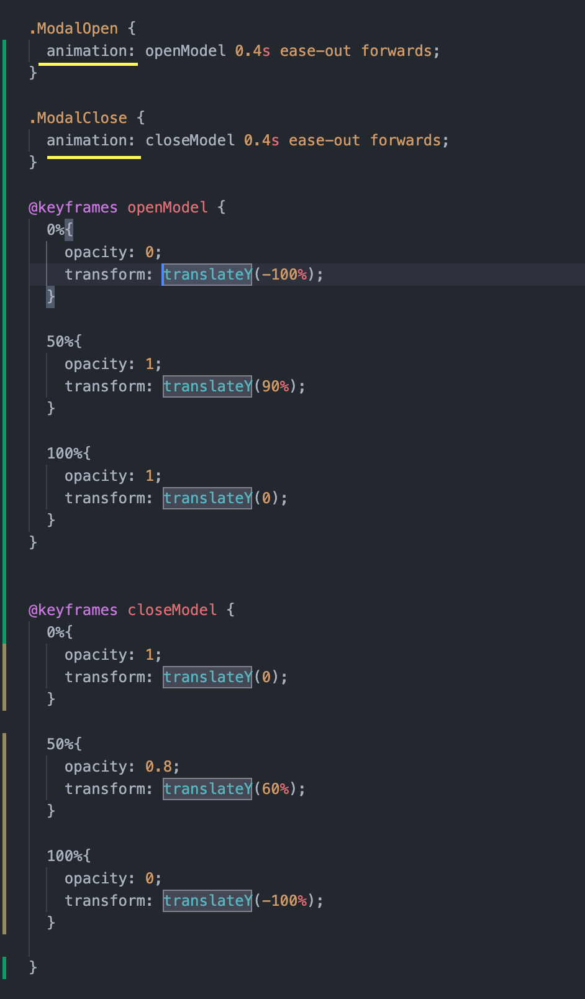 .ModalOpen {
  animation: openModel 0.4s ease-out forwards;
}
.ModalClose {
  animation: closeModel 0.4s ease-out forwards;
}
@keyframes openModel {
  0%{
    opacity: 0;
    transform: translateY(-100%);
  }
  50%{
    opacity: 1;
    transform: translateY(90%);
  }
  100%{
    opacity: 1;
    transform: translateY(0);
  }
}
@keyframes closeModel {
  0%{
    opacity: 1;
    transform: translateY(0);
  }
  50%{
    opacity: 0.8;
    transform: translateY(60%);
  }
  100%{
    opacity: 0;
    transform: translateY(-100%);
  }
}